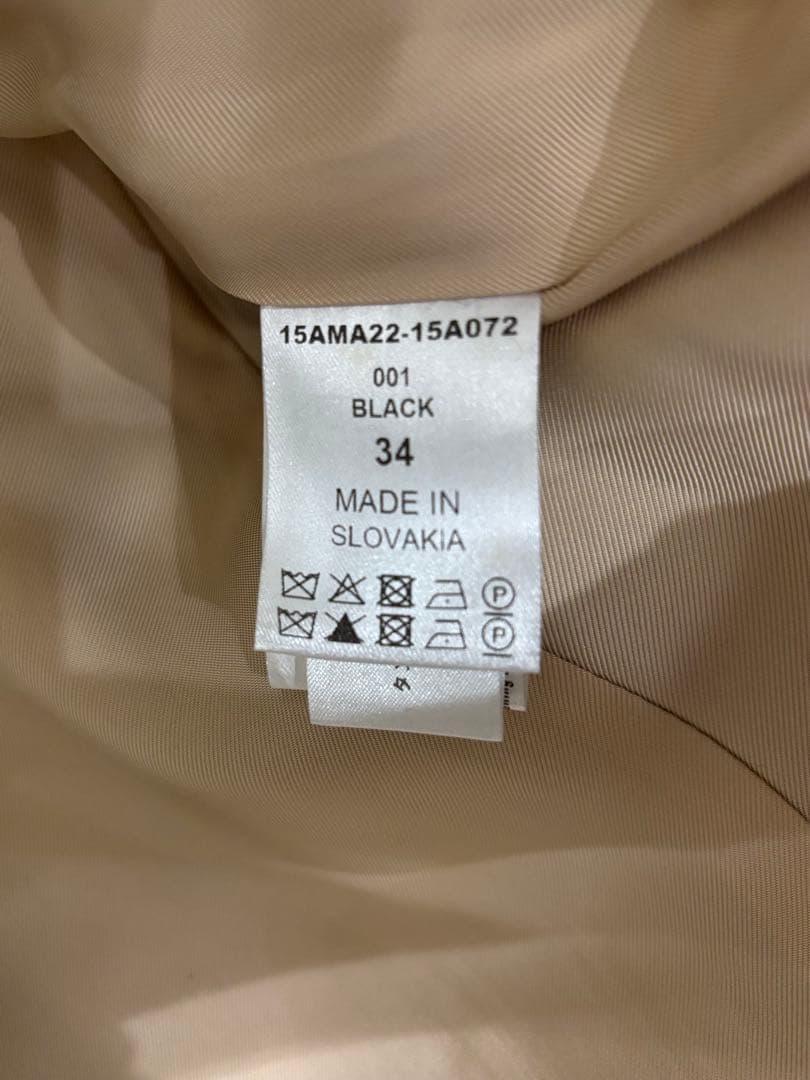 15AMA22-15A072
001
BLACK
34
MADE IN
SLOVAKIA
P
P